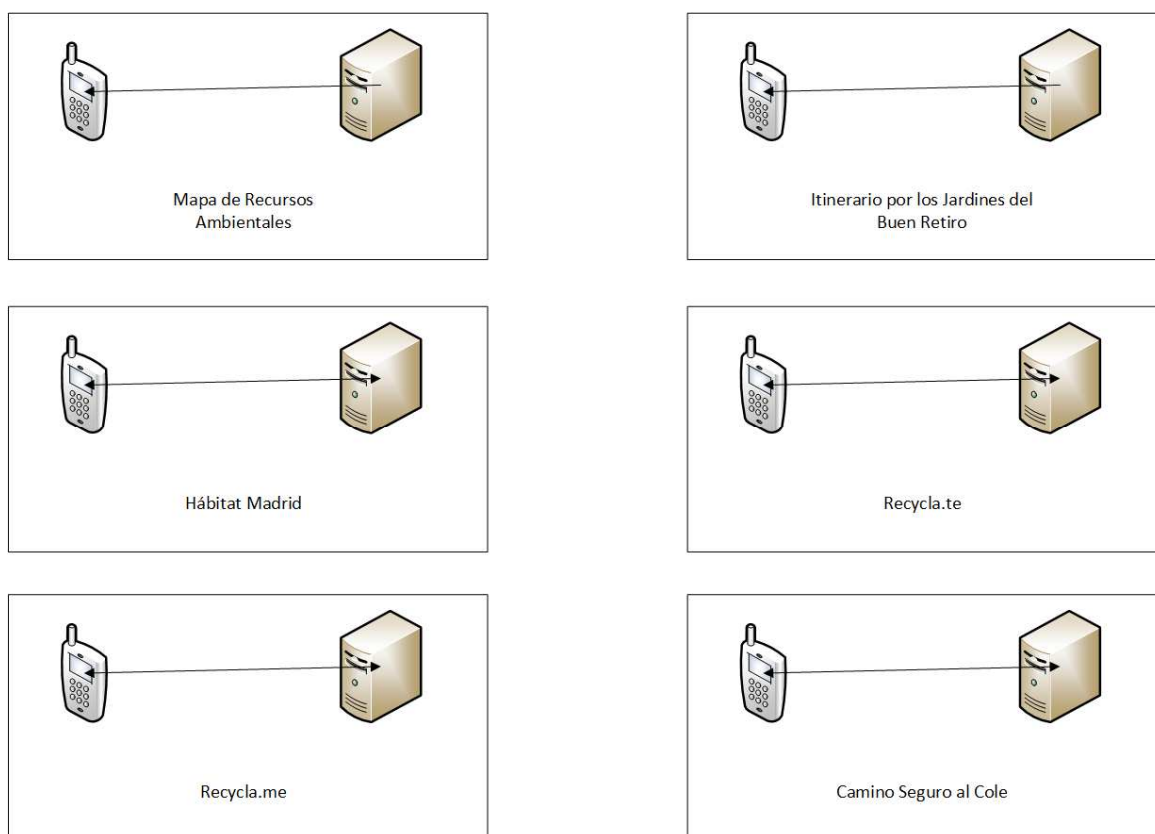 Mapa de Recursos
Ambientales
Itinerario por los Jardines del
Buen Retiro
Hábitat Madrid
Recycla.te
Recycla.me
Camino Seguro al Cole